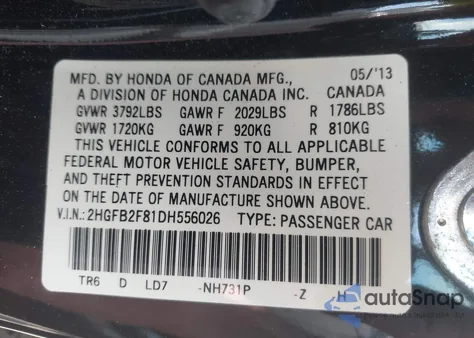 MFD. BY HONDA OF CANADA MFG., 05/'13
A DIVISION OF HONDA CANADA INC. CANADA
GVWR 3792LBS GAWR F 2029LBS R 1786LBS
GVWR 1720KG GAWR F 920KG R 810KG
THIS VEHICLE CONFORMS TO ALL APPLICABLE
FEDERAL MOTOR VEHICLE SAFETY, BUMPER,
AND THEFT PREVENTION STANDARDS IN EFFECT
ON THE DATE OF MANUFACTURE SHOWN ABOVE.
V.I.N.: 2HGFB2F81DH556026 TYPE: PASSENGER CAR
TR6 D LD7 -NH731P -Z H
autoSnap